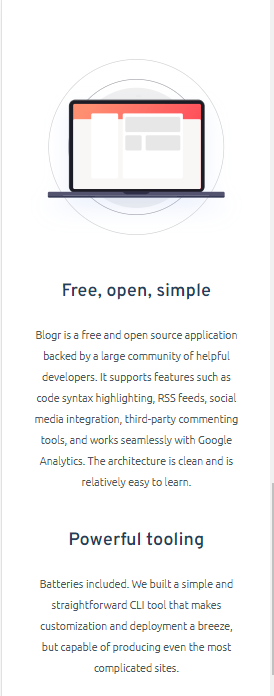 Free, open, simple
Blogr is a free and open source application
backed by a large community of helpful
developers. It supports features such as
code syntax highlighting, RSS feeds, social
media integration, third-party commenting
tools, and works seamlessly with Google
Analytics. The architecture is clean and is
relatively easy to learn.
Powerful tooling
Batteries included. We built a simple and
straightforward CLI tool that makes
customization and deployment a breeze,
but capable of producing even the most
complicated sites.